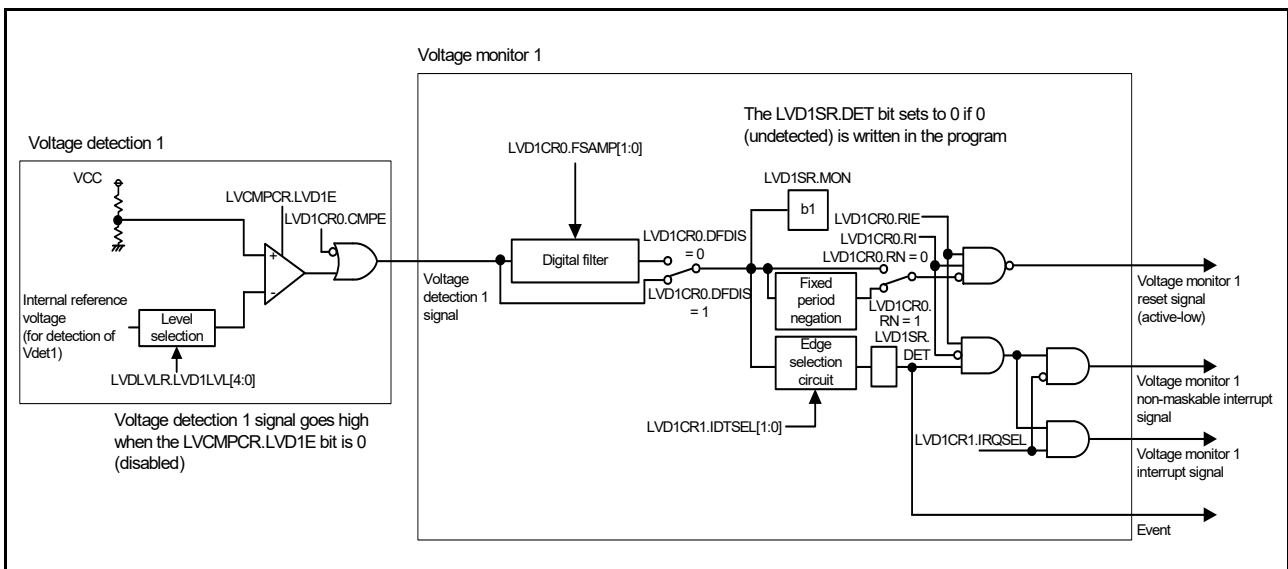 Voltage monitor 1
The LVD1SR.DET bit sets to 0 if 0
(undetected) is written in the program
Voltage detection 1
LVD1CR0.FSAMP[1:0]
VCC
LVCMPCR.LVD1E
LVD1CR0.CMPE
LVD1SR.MON
b1
LVD1CR0.RIE
LVD1CR0.RI
LVD1CR0.DFDIS
= 0
LVD1CR0.RN = 0
+
-
Digital filter
Voltage
detection 1
signal
LVD1CR0.DFDIS
= 1
Fixed
period
negation
LVD1CR0.
RN = 1
Voltage monitor 1
reset signal
(active-low)
Internal reference
voltage
(for detection of
Vdet1)
Level
selection
LVDLVLR.LVD1LVL[4:0]
Edge
selection
circuit
LVD1SR.
DET
Voltage monitor 1
non-maskable interrupt
signal
Voltage detection 1 signal goes high
when the LVCMPCR.LVD1E bit is 0
(disabled)
LVD1CR1.IDTSEL[1:0]
LVD1CR1.IRQSEL
Voltage monitor 1
interrupt signal
Event